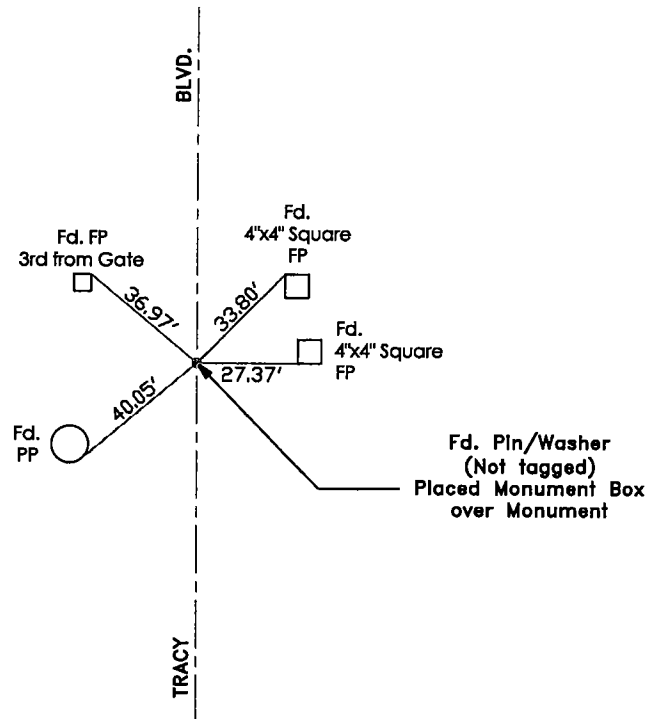 BLVD.
Fd. FP
3rd from Gate
Fd.
4"x4" Square
FP
36.97'
33.80'
Fd.
4"x4" Square
FP
27.37'
40.05'
Fd.
PP
Fd. Pin/Washer
(Not tagged)
Placed Monument Box
over Monument
TRACY